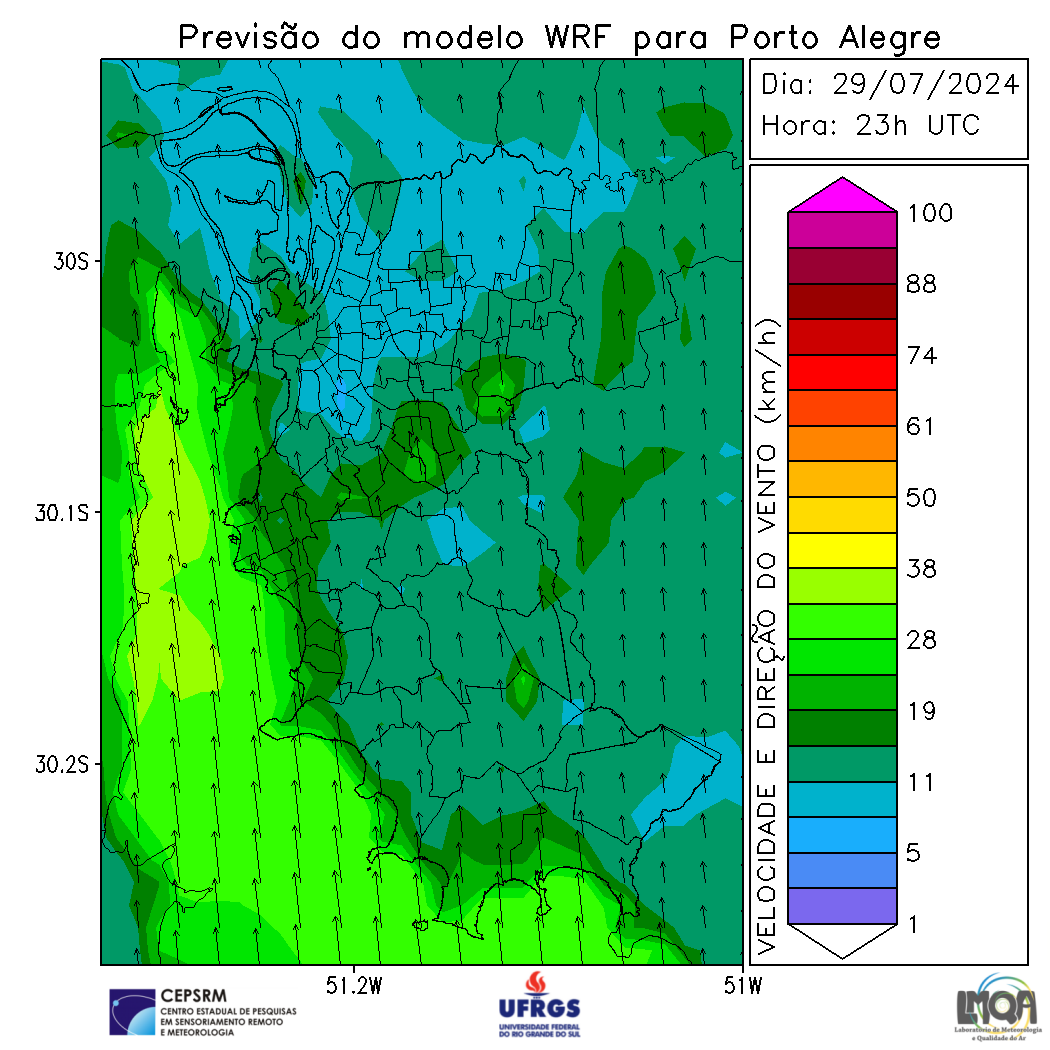 Previsão do modelo WRF para Porto Alegre
Dia: 29/07/2024
Hora: 23h UTC
30S
30.1S
30.2S
51.2W
51W
VELOCIDADE E DIREÇÃO DO VENTO (km/h)
100
88
74
61
50
38
28
19
11
5
1
CEPSRM
CENTRO ESTADUAL DE PESQUISAS
EM SENSORIAMENTO REMOTO
E METEOROLOGIA
UFRGS
UNIVERSIDADE FEDERAL
DO RIO GRANDE DO SUL
LMQA
Laboratório de Meteorologia
e Qualidade do Ar